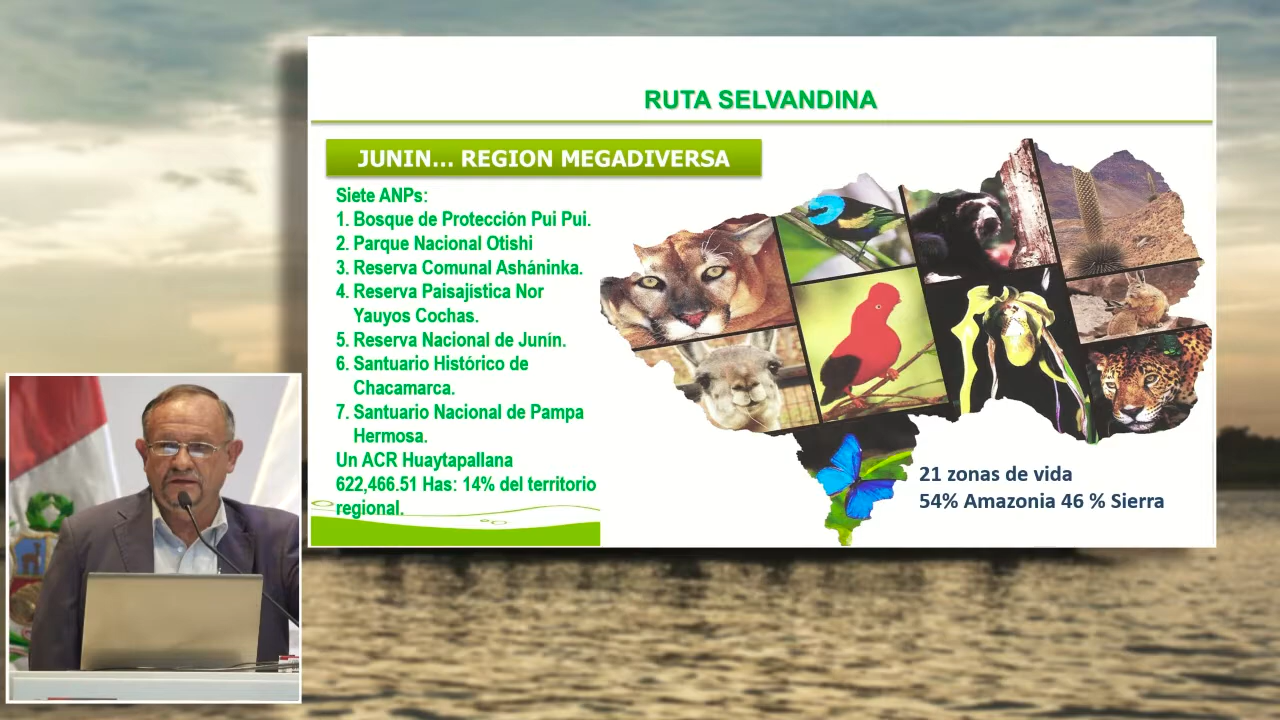 RUTA SELVANDINA
JUNIN... REGION MEGADIVERSA
Siete ANPs:
1. Bosque de Protección Pui Pui.
2. Parque Nacional Otishi
3. Reserva Comunal Asháninka.
4. Reserva Paisajística Nor
Yauyos Cochas.
5. Reserva Nacional de Junín.
6. Santuario Histórico de
Chacamarca.
7. Santuario Nacional de Pampa
Hermosa.
Un ACR Huaytapallana
622,466.51 Has: 14% del territorio
regional.
21 zonas de vida
54% Amazonia 46 % Sierra